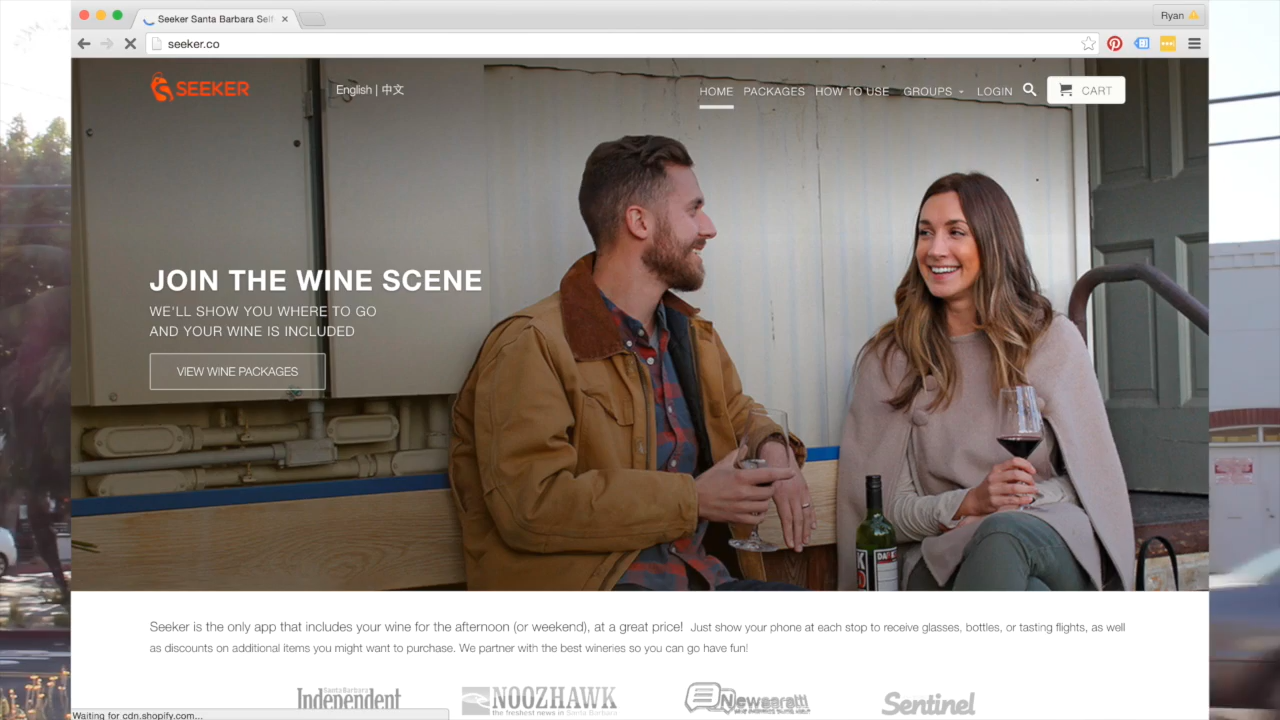 Seeker Santa Barbara Self
Ryan
seeker.co
SEEKER
English | 中文
HOME PACKAGES HOW TO USE GROUPS LOGIN CART
JOIN THE WINE SCENE
WE'LL SHOW YOU WHERE TO GO
AND YOUR WINE IS INCLUDED
VIEW WINE PACKAGES
Seeker is the only app that includes your wine for the afternoon (or weekend), at a great price! Just show your phone at each stop to receive glasses, bottles, or tasting flights, as well
as discounts on additional items you might want to purchase. We partner with the best wineries so you can go have fun!
Santa Barbara
Independent
NOOZHAWK
the freshest news in Santa Barbara
Sentinel
Waiting for cdn.shopify.com...